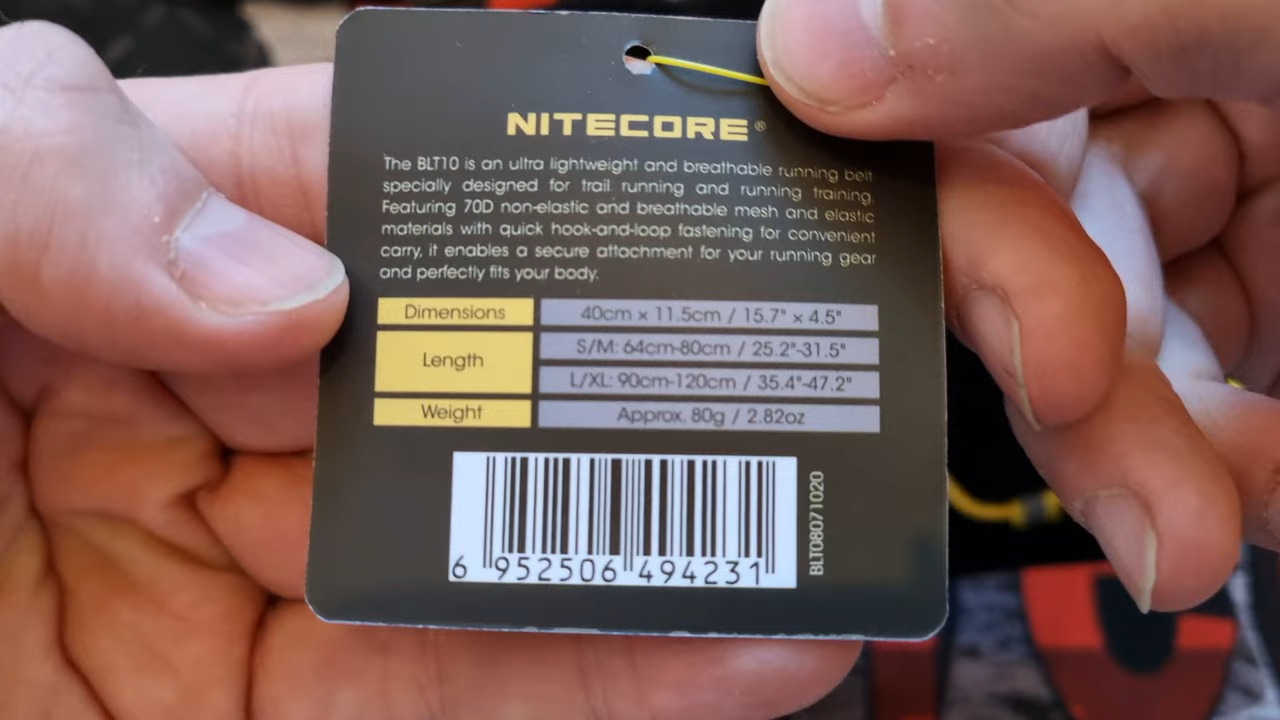 NITECORE®
The BLT10 is an ultra lightweight and breathable running belt
specially designed for trail running and running training.
Featuring 70D non-elastic and breathable mesh and elastic
materials with quick hook-and-loop fastening for convenient
carry, it enables a secure attachment for your running gear
and perfectly fits your body.
Dimensions 40cm x 11.5cm / 15.7" × 4.5"
Length S/M: 64cm-80cm / 25.2"-31.5"
L/XL: 90cm-120cm / 35.4"-47.2"
Weight Approx. 80g / 2.82oz
6 952506 494231
BLT08071020